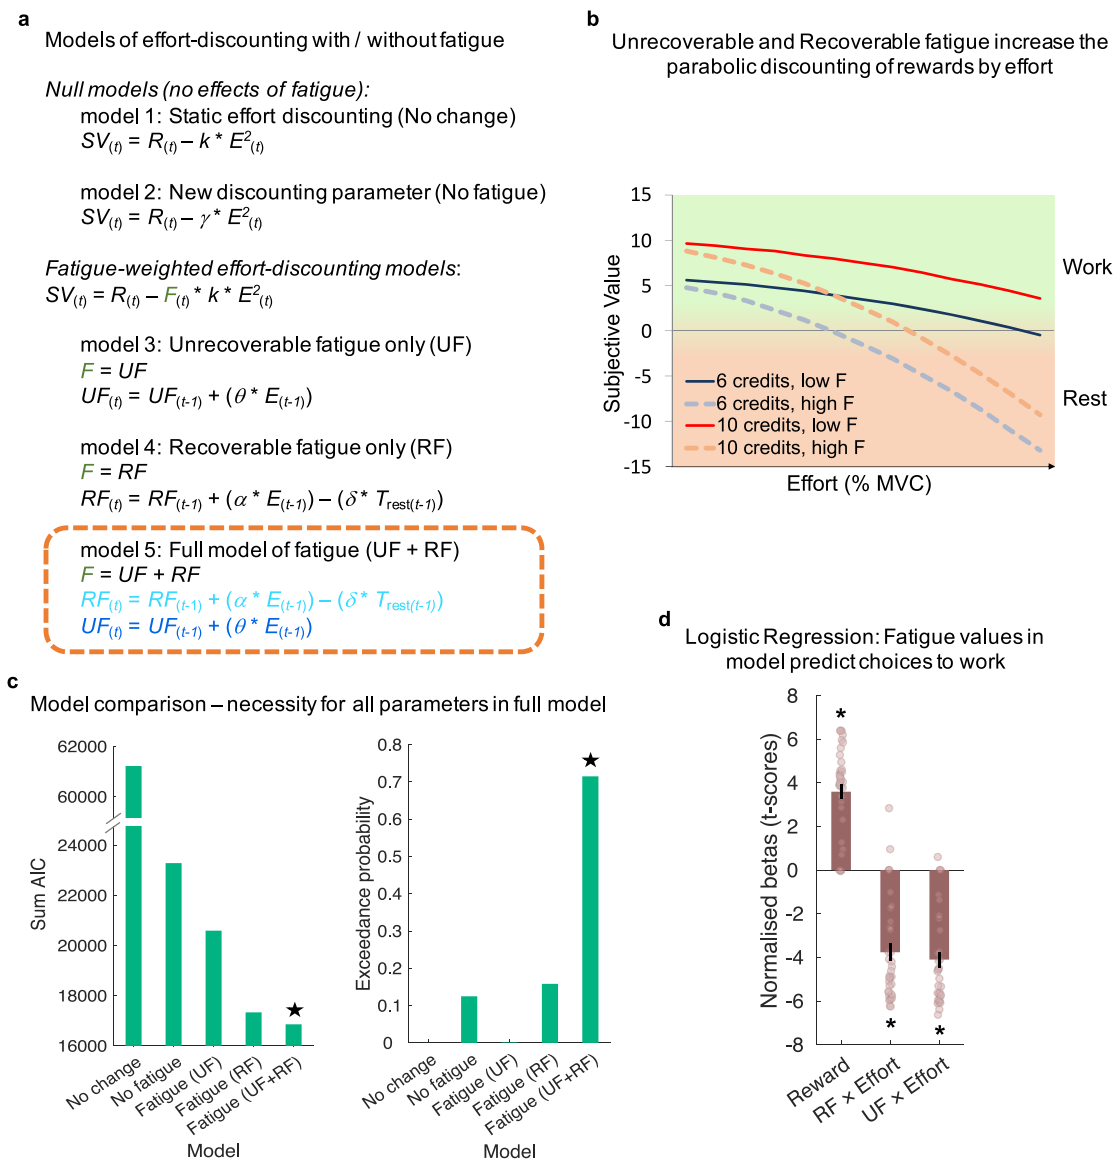 a
Models of effort-discounting with / without fatigue
Null models (no effects of fatigue):
model 1: Static effort discounting (No change)
SV(t) = R(t) – k * E²(t)
model 2: New discounting parameter (No fatigue)
SV(t) = R(t) – γ * E²(t)
Fatigue-weighted effort-discounting models:
SV(t) = R(t) – F(t) * k * E²(t)
model 3: Unrecoverable fatigue only (UF)
F = UF
UF(t) = UF(t-1) + (θ * E(t-1))
model 4: Recoverable fatigue only (RF)
F = RF
RF(t) = RF(t-1) + (α * E(t-1)) – (δ * Trest(t-1))
model 5: Full model of fatigue (UF + RF)
F = UF + RF
RF(t) = RF(t-1) + (α * E(t-1)) – (δ * Trest(t-1))
UF(t) = UF(t-1) + (θ * E(t-1))
b
Unrecoverable and Recoverable fatigue increase the
parabolic discounting of rewards by effort
15
10
5
0
-5
-10
-15
Subjective Value
Work
Rest
6 credits, low F
6 credits, high F
10 credits, low F
10 credits, high F
Effort (% MVC)
c
Model comparison – necessity for all parameters in full model
62000
60000
24000
22000
20000
18000
16000
Sum AIC
★
No change
No fatigue
Fatigue (UF)
Fatigue (RF)
Fatigue (UF+RF)
Model
0.8
0.7
0.6
0.5
0.4
0.3
0.2
0.1
0
Exceedance probability
★
No change
No fatigue
Fatigue (UF)
Fatigue (RF)
Fatigue (UF+RF)
Model
d
Logistic Regression: Fatigue values in
model predict choices to work
8
6
4
2
0
-2
-4
-6
-8
Normalised betas (t-scores)
*
*
*
Reward
RF × Effort
UF × Effort